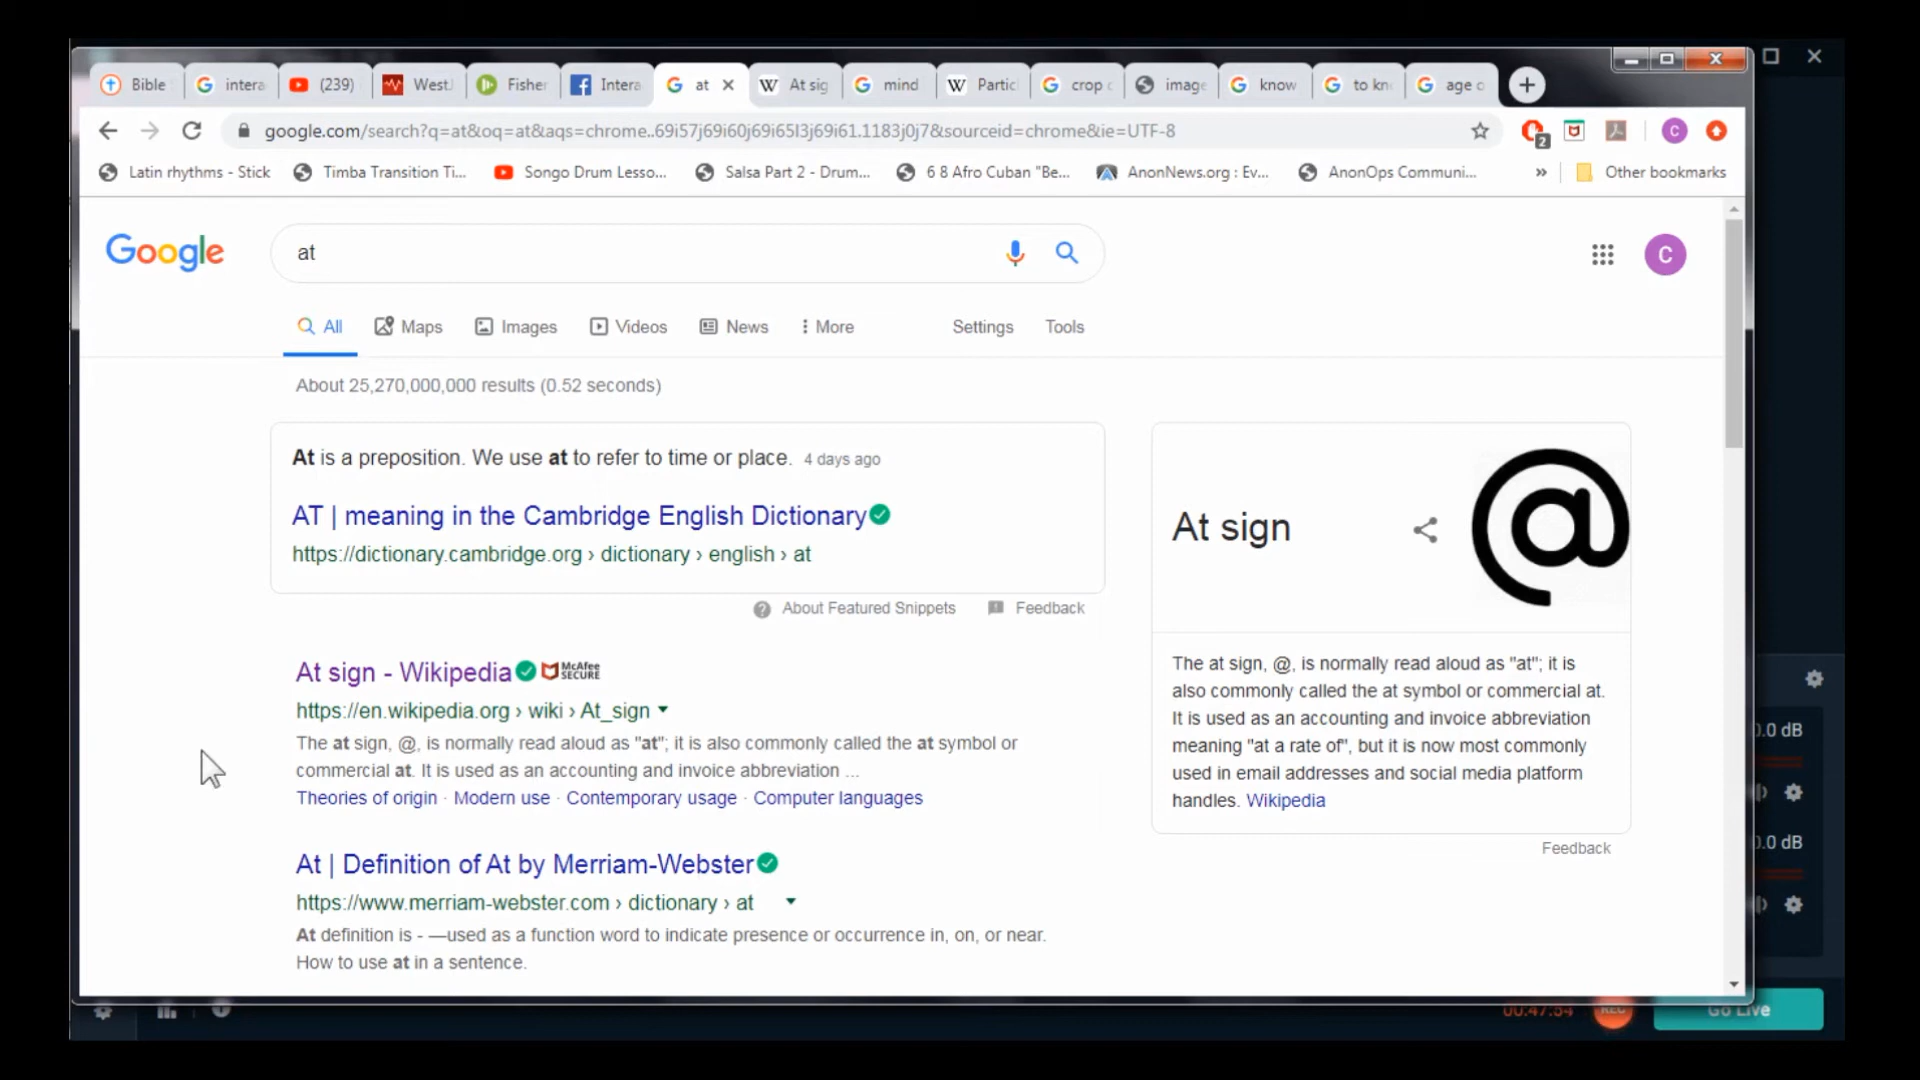 Bible
intera
(239)
West
Fisher
Intera
at
At sig
mind
Partic
crop c
image
know
to kno
age o
google.com/search?q=at&oq=at&aqs=chrome..69i57j69i60j69i65l3j69i61.1183j0j7&sourceid=chrome&ie=UTF-8
2
C
Latin rhythms - Stick
Timba Transition Ti...
Songo Drum Lesso...
Salsa Part 2 - Drum...
6 8 Afro Cuban "Be...
AnonNews.org : Ev...
AnonOps Communi...
»
Other bookmarks
Google
at
C
All
Maps
Images
Videos
News
More
Settings
Tools
About 25,270,000,000 results (0.52 seconds)
At is a preposition. We use at to refer to time or place. 4 days ago
AT | meaning in the Cambridge English Dictionary
https://dictionary.cambridge.org › dictionary › english › at
About Featured Snippets
Feedback
At sign
@
At sign - Wikipedia McAfee SECURE
https://en.wikipedia.org › wiki › At_sign
The at sign, @, is normally read aloud as "at"; it is also commonly called the at symbol or
commercial at. It is used as an accounting and invoice abbreviation ...
Theories of origin · Modern use · Contemporary usage · Computer languages
The at sign, @, is normally read aloud as "at"; it is
also commonly called the at symbol or commercial at.
It is used as an accounting and invoice abbreviation
meaning "at a rate of", but it is now most commonly
used in email addresses and social media platform
handles. Wikipedia
Feedback
At | Definition of At by Merriam-Webster
https://www.merriam-webster.com › dictionary › at
At definition is - —used as a function word to indicate presence or occurrence in, on, or near.
How to use at in a sentence.
0.0 dB
0.0 dB
00:47:54
REC
Go Live